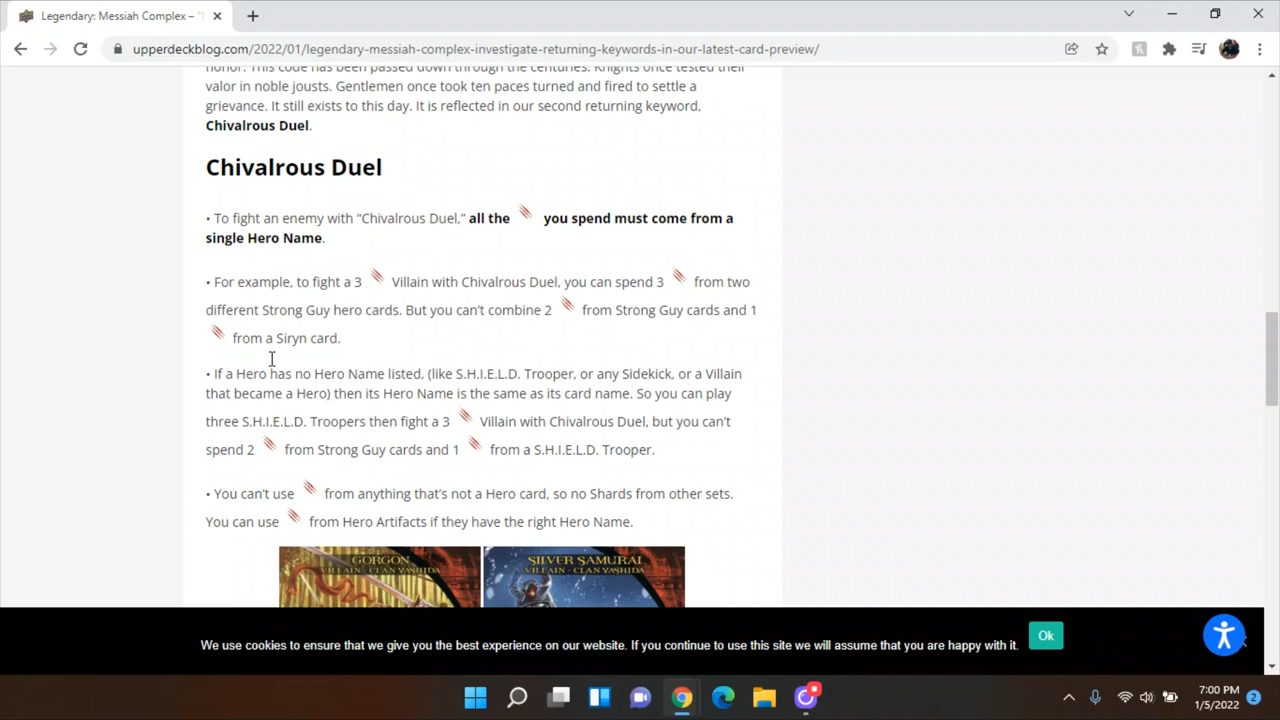 Legendary: Messiah Complex – "
upperdeckblog.com/2022/01/legendary-messiah-complex-investigate-returning-keywords-in-our-latest-card-preview/
honor. This code has been passed down through the centuries. Knights once tested their
valor in noble jousts. Gentlemen once took ten paces turned and fired to settle a
grievance. It still exists to this day. It is reflected in our second returning keyword,
Chivalrous Duel.
Chivalrous Duel
• To fight an enemy with “Chivalrous Duel,” all the you spend must come from a
single Hero Name.
• For example, to fight a 3 Villain with Chivalrous Duel, you can spend 3 from two
different Strong Guy hero cards. But you can’t combine 2 from Strong Guy cards and 1
from a Siryn card.
• If a Hero has no Hero Name listed, (like S.H.I.E.L.D. Trooper, or any Sidekick, or a Villain
that became a Hero) then its Hero Name is the same as its card name. So you can play
three S.H.I.E.L.D. Troopers then fight a 3 Villain with Chivalrous Duel, but you can’t
spend 2 from Strong Guy cards and 1 from a S.H.I.E.L.D. Trooper.
• You can’t use from anything that’s not a Hero card, so no Shards from other sets.
You can use from Hero Artifacts if they have the right Hero Name.
GORGON
VILLAIN - CLAN YASHIDA
SILVER SAMURAI
VILLAIN - CLAN YASHIDA
We use cookies to ensure that we give you the best experience on our website. If you continue to use this site we will assume that you are happy with it.
Ok
7:00 PM
1/5/2022
2